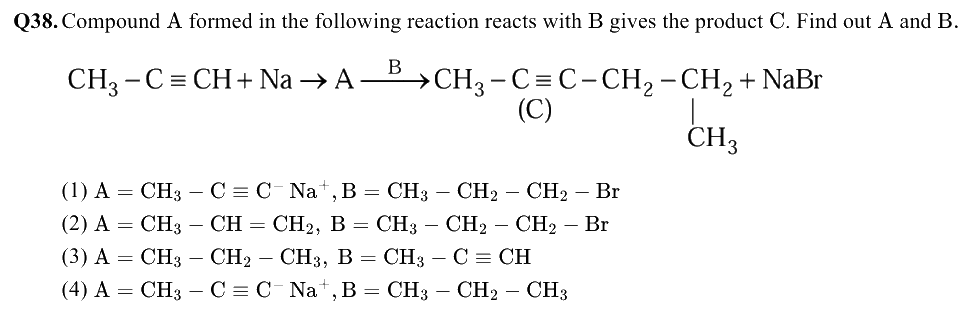 Q38. Compound A formed in the following reaction reacts with B gives the product C. Find out A and B.
CH₃ – C ≡ CH + Na → A —B→ CH₃ – C ≡ C – CH₂ – CH₂ + NaBr
(C) |
CH₃
(1) A = CH₃ − C ≡ C⁻ Na⁺, B = CH₃ − CH₂ − CH₂ − Br
(2) A = CH₃ − CH = CH₂, B = CH₃ − CH₂ − CH₂ − Br
(3) A = CH₃ − CH₂ − CH₃, B = CH₃ − C ≡ CH
(4) A = CH₃ − C ≡ C⁻ Na⁺, B = CH₃ − CH₂ − CH₃